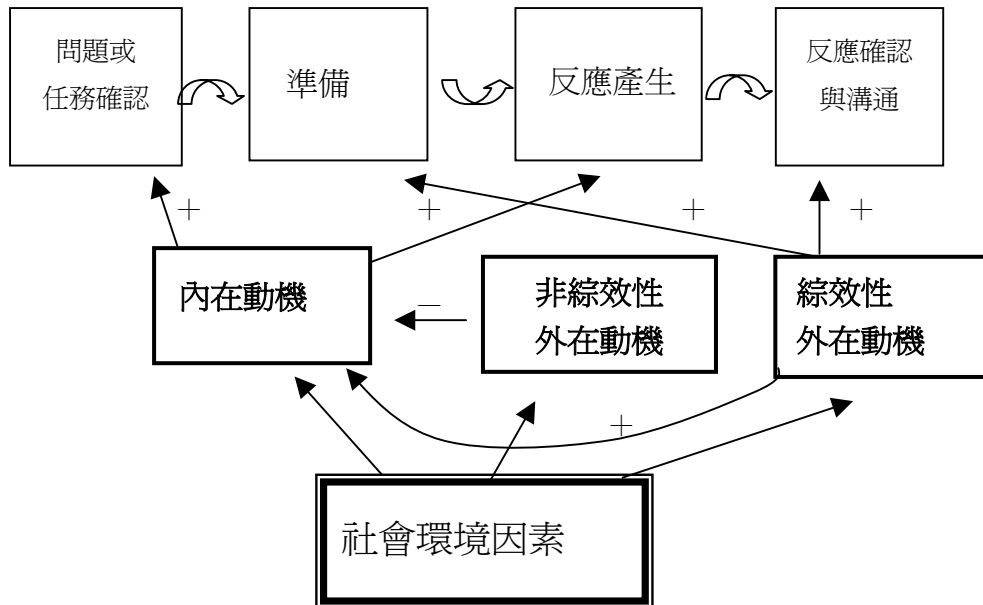 問題或
任務確認
準備
反應產生
反應確認
與溝通
＋
＋
＋
＋
內在動機
－
非綜效性
外在動機
綜效性
外在動機
＋
社會環境因素